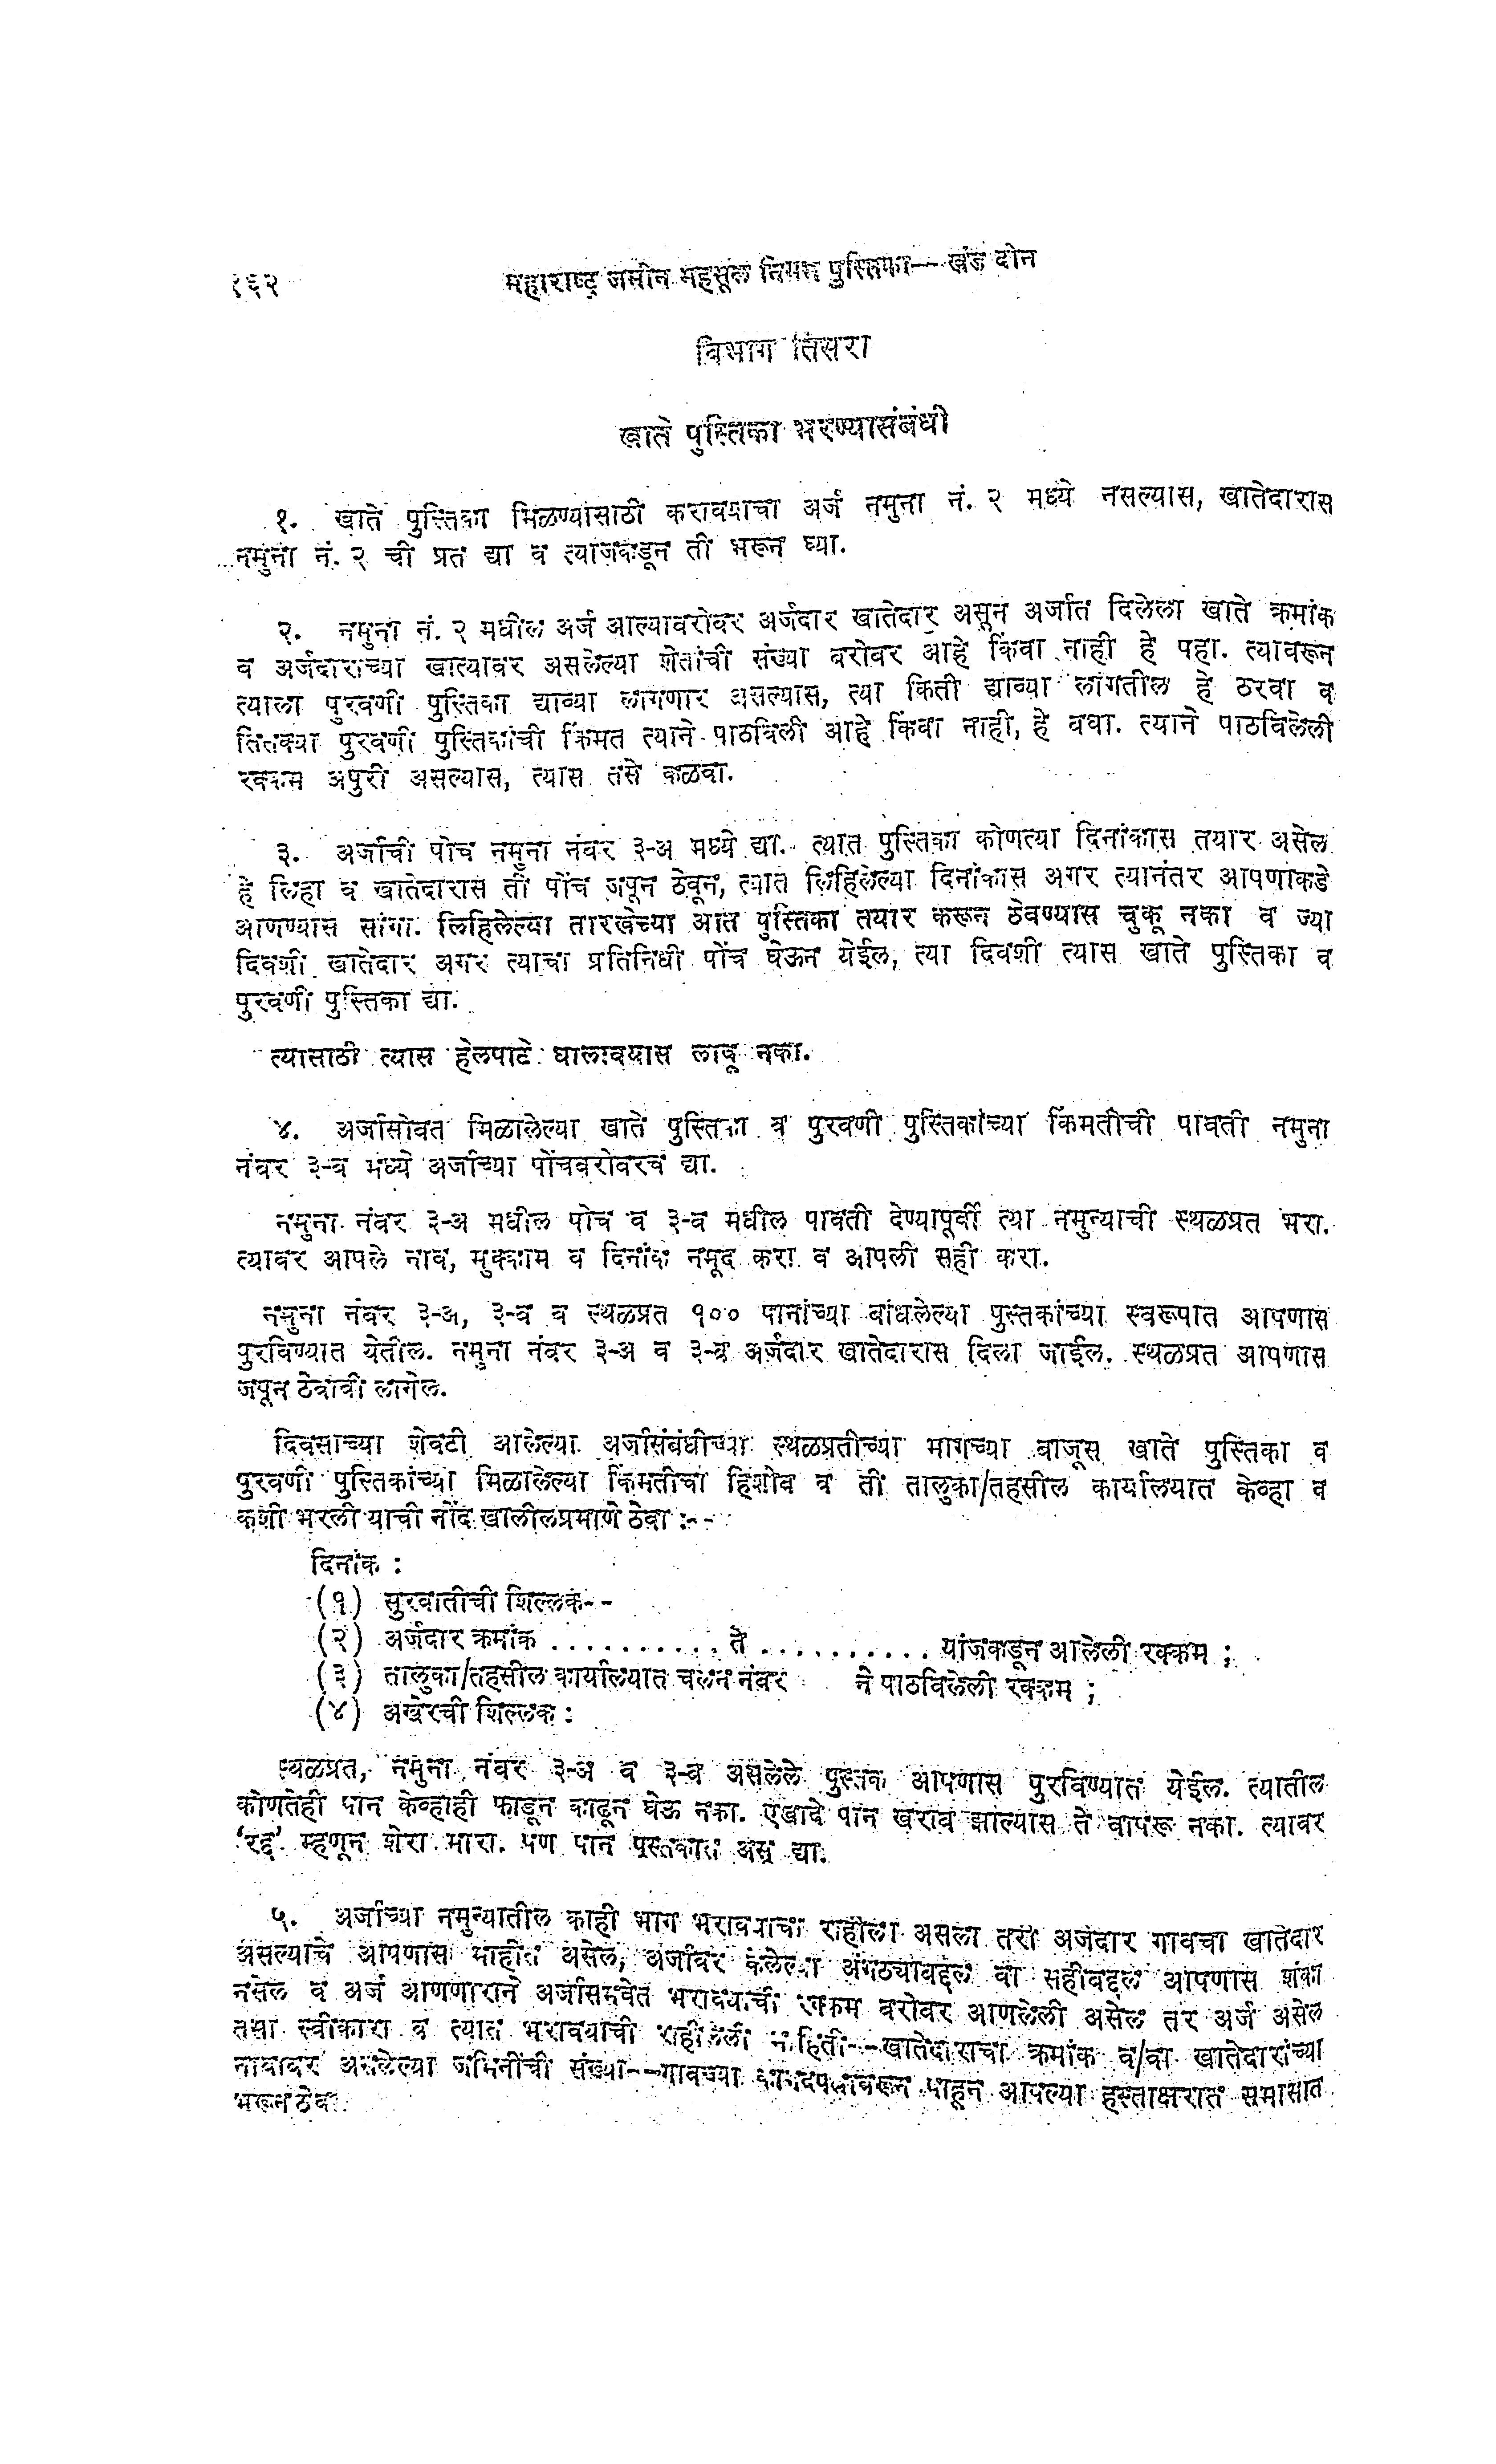 १६२
महाराष्ट्र जमीन महसूल नियम पुस्तिका—खंड दोन
विभाग तिसरा
खाते पुस्तिका भरण्यासंबंधी
१. खाते पुस्तिका मिळण्यासाठी करावयाचा अर्ज नमुना नं. २ मध्ये नसल्यास, खातेदारास
नमुना नं. २ ची प्रत द्या व त्याजकडून ती भरून घ्या.
२. नमुना नं. २ मधील अर्ज आल्याबरोबर अर्जदार खातेदार असून अर्जात दिलेला खाते क्रमांक
व अर्जदाराच्या खात्यावर असलेल्या शेतांची संख्या बरोबर आहे किंवा नाही हे पहा. त्यावरून
त्याला पुरवणी पुस्तिका द्याव्या लागणार असल्यास, त्या किती द्याव्या लागतील हे ठरवा व
तितक्या पुरवणी पुस्तिकांची किंमत त्याने पाठविली आहे किंवा नाही, हे बघा. त्याने पाठविलेली
रक्कम अपुरी असल्यास, त्यास तसे कळवा.
३. अर्जाची पोच नमुना नंबर ३-अ मध्ये द्या. त्यात पुस्तिका कोणत्या दिनांकास तयार असेल
हे लिहा व खातेदारास ती पोंच जपून ठेवून, त्यात लिहिलेल्या दिनांकास अगर त्यानंतर आपणाकडे
आणण्यास सांगा. लिहिलेल्या तारखेच्या आत पुस्तिका तयार करून ठेवण्यास चुकू नका व ज्या
दिवशी खातेदार अगर त्याचा प्रतिनिधी पोंच घेऊन येईल, त्या दिवशी त्यास खाते पुस्तिका व
पुरवणी पुस्तिका द्या.
त्यासाठी त्यास हेलपाटे घालावयास लावू नका.
४. अर्जासोबत मिळालेल्या खाते पुस्तिका व पुरवणी पुस्तिकांच्या किंमतीची पावती नमुना
नंबर ३-ब मध्ये अर्जाच्या पोंचबरोबरच द्या.
नमुना नंबर ३-अ मधील पोच व ३-ब मधील पावती देण्यापूर्वी त्या नमुन्याची स्थळप्रत भरा.
त्यावर आपले नाव, मुक्काम व दिनांक नमूद करा व आपली सही करा.
नमुना नंबर ३-अ, ३-ब व स्थळप्रत १०० पानांच्या बांधलेल्या पुस्तकांच्या स्वरूपात आपणास
पुरविण्यात येतील. नमुना नंबर ३-अ व ३-ब अर्जदार खातेदारास दिला जाईल. स्थळप्रत आपणास
जपून ठेवावी लागेल.
दिवसाच्या शेवटी आलेल्या अर्जासंबंधीच्या स्थळप्रतीच्या मागच्या बाजूस खाते पुस्तिका व
पुरवणी पुस्तिकांच्या मिळालेल्या किंमतीचा हिशोब व ती तालुका/तहसील कार्यालयात केव्हा व
कशी भरली याची नोंद खालीलप्रमाणे ठेवा :--
दिनांक :
(१) सुरवातीची शिल्लक--
(२) अर्जदार क्रमांक .......... ते .......... यांजकडून आलेली रक्कम ;
(३) तालुका/तहसील कार्यालयात चलन नंबर ने पाठविलेली रक्कम ;
(४) अखेरची शिल्लक :
स्थळप्रत, नमुना नंबर ३-अ व ३-ब असलेले पुस्तक आपणास पुरविण्यात येईल. त्यातील
कोणतेही पान केव्हाही फाडून काढून घेऊ नका. एखादे पान खराब झाल्यास ते वापरू नका. त्यावर
'रद्द' म्हणून शेरा मारा. पण पान पुस्तकात असू द्या.
५. अर्जाच्या नमुन्यातील काही भाग भरावयाचा राहीला असला तरी अर्जदार गावचा खातेदार
असल्याचे आपणास माहीत असेल, अर्जावर केलेल्या अंगठ्याबद्दल वा सहीबद्दल आपणास शंका
नसेल व अर्ज आणणाराने अर्जासमवेत भरावयाची रक्कम बरोबर आणलेली असेल तर अर्ज असेल
तसा स्वीकारा व त्यात भरावयाची राहीलेली माहिती--खातेदाराचा क्रमांक व/वा खातेदारांच्या
नावावर असलेल्या जमिनींची संख्या--गावच्या कागदपत्रावरून पाहून आपल्या हस्ताक्षरात समासात
भरून ठेवा.